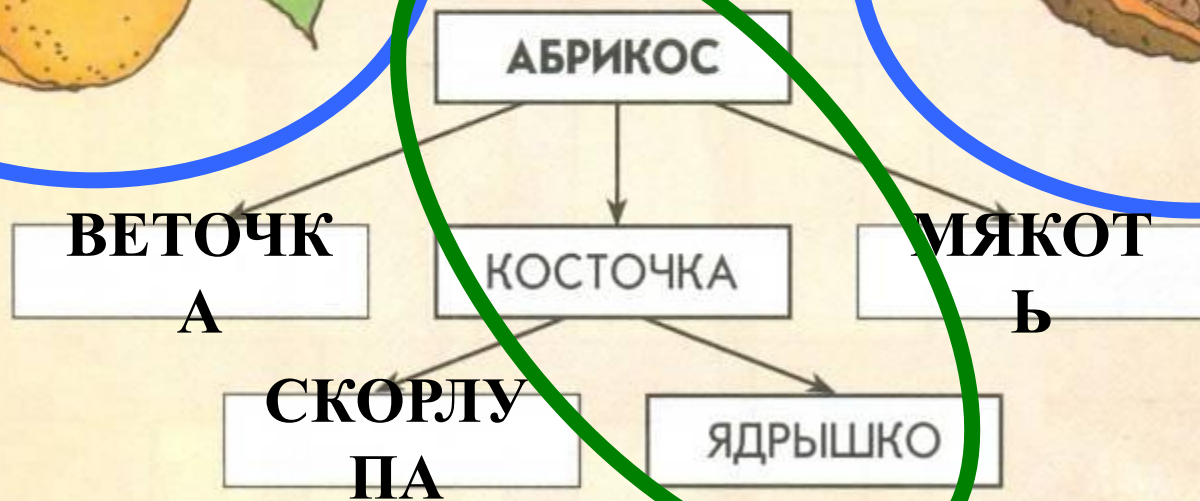 АБРИКОС
ВЕТОЧК
А
КОСТОЧКА
МЯКОТ
Ь
СКОРЛУ
ПА
ЯДРЫШКО